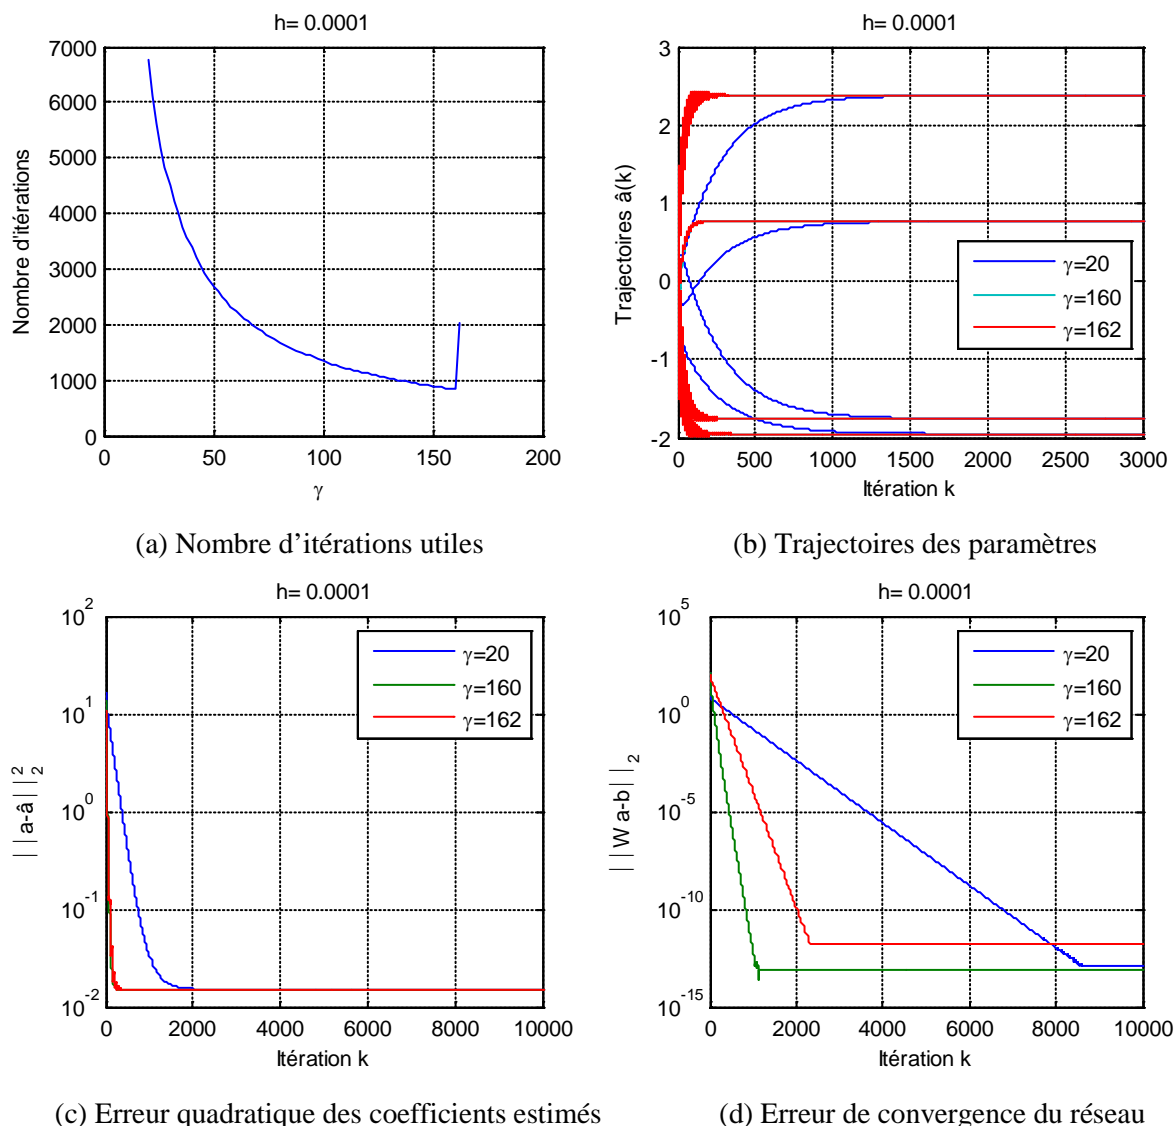 h= 0.0001
7000
6000
5000
4000
3000
2000
1000
0
0 50 100 150 200
Nombre d'itérations
γ
(a) Nombre d’itérations utiles
h= 0.0001
3
2
1
0
-1
-2
0 500 1000 1500 2000 2500 3000
Trajectoires â(k)
Itération k
γ=20
γ=160
γ=162
(b) Trajectoires des paramètres
h= 0.0001
10^2
10^1
10^0
10^-1
10^-2
0 2000 4000 6000 8000 10000
||a-â||_2^2
Itération k
γ=20
γ=160
γ=162
(c) Erreur quadratique des coefficients estimés
h= 0.0001
10^5
10^0
10^-5
10^-10
10^-15
0 2000 4000 6000 8000 10000
||W a-b||_2
Itération k
γ=20
γ=160
γ=162
(d) Erreur de convergence du réseau